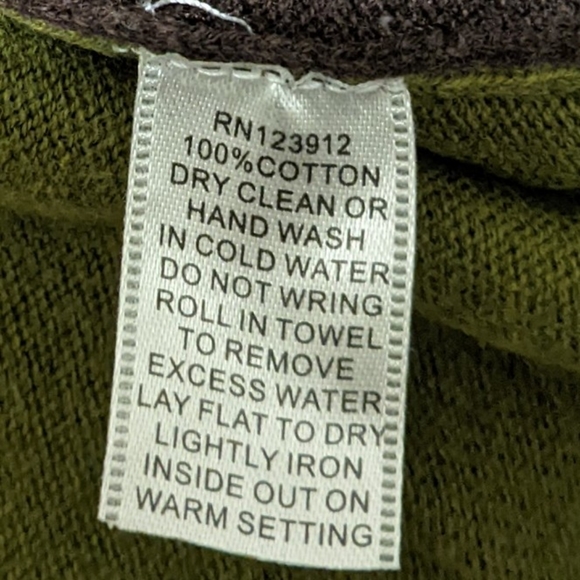 RN123912
100%COTTON
DRY CLEAN OR
HAND WASH
IN COLD WATER
DO NOT WRING
ROLL IN TOWEL
TO REMOVE
EXCESS WATER
LAY FLAT TO DRY
LIGHTLY IRON
INSIDE OUT ON
WARM SETTING